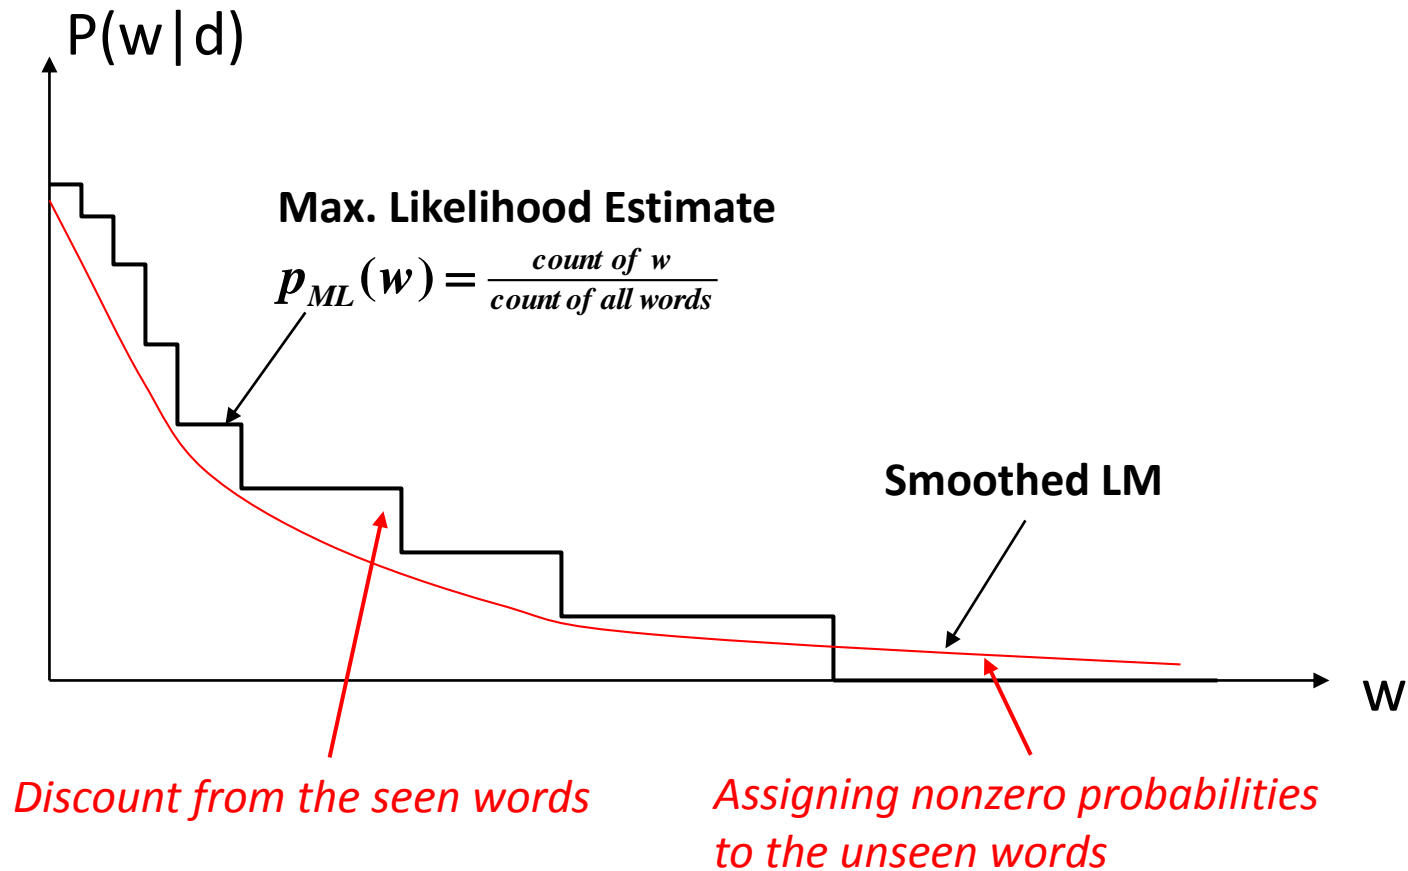 P(w|d)
Max. Likelihood Estimate
p_ML(w) = count of w / count of all words
Smoothed LM
w
Discount from the seen words
Assigning nonzero probabilities
to the unseen words